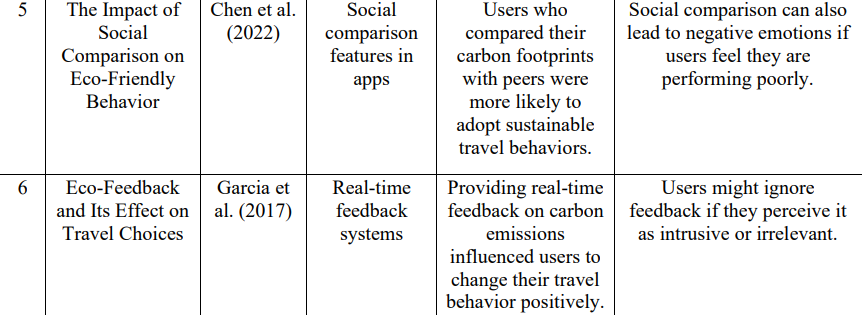 5
The Impact of
Social
Comparison on
Eco-Friendly
Behavior
Chen et al.
(2022)
Social
comparison
features in
apps
Users who
compared their
carbon footprints
with peers were
more likely to
adopt sustainable
travel behaviors.
Social comparison can also
lead to negative emotions if
users feel they are
performing poorly.
6
Eco-Feedback
and Its Effect on
Travel Choices
Garcia et
al. (2017)
Real-time
feedback
systems
Providing real-time
feedback on carbon
emissions
influenced users to
change their travel
behavior positively.
Users might ignore
feedback if they perceive it
as intrusive or irrelevant.